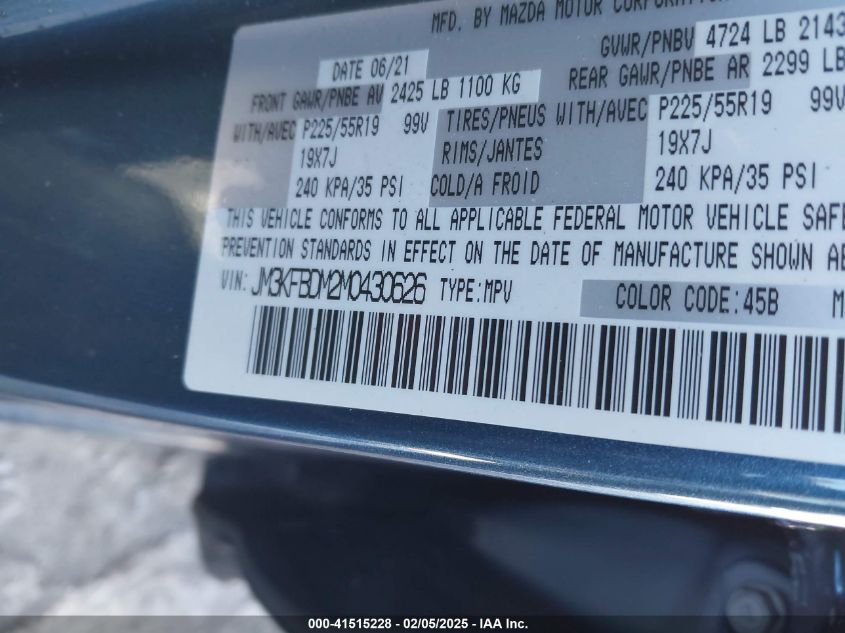 MFD. BY MAZDA MOTOR CORPORATION
DATE 06/21 GVWR/PNBV 4724 LB 2143
FRONT GAWR/PNBE AV 2425 LB 1100 KG REAR GAWR/PNBE AR 2299 LB
WITH/AVEC P225/55R19 99V TIRES/PNEUS WITH/AVEC P225/55R19 99V
19X7J RIMS/JANTES 19X7J
240 KPA/35 PSI COLD/A FROID 240 KPA/35 PSI
THIS VEHICLE CONFORMS TO ALL APPLICABLE FEDERAL MOTOR VEHICLE SAFE
PREVENTION STANDARDS IN EFFECT ON THE DATE OF MANUFACTURE SHOWN AB
VIN: JM3KFBDM2M0430626 TYPE:MPV COLOR CODE:45B M
000-41515228 - 02/05/2025 - IAA Inc.